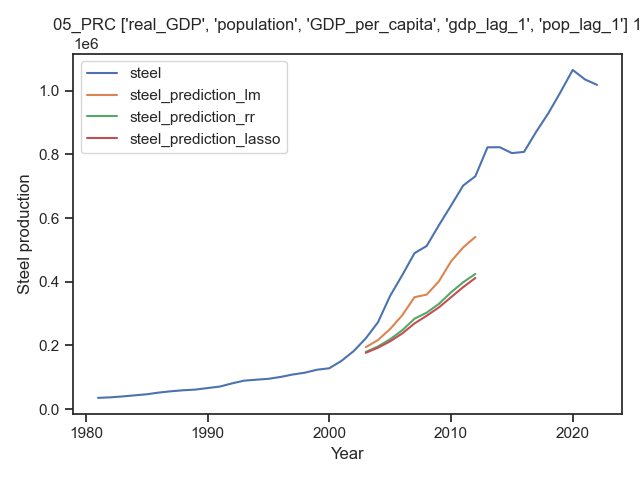 05_PRC ['real_GDP', 'population', 'GDP_per_capita', 'gdp_lag_1', 'pop_lag_1'] 1
1e6
steel
steel_prediction_lm
steel_prediction_rr
steel_prediction_lasso
1.0
0.8
0.6
0.4
0.2
0.0
Steel production
1980 1990 2000 2010 2020
Year